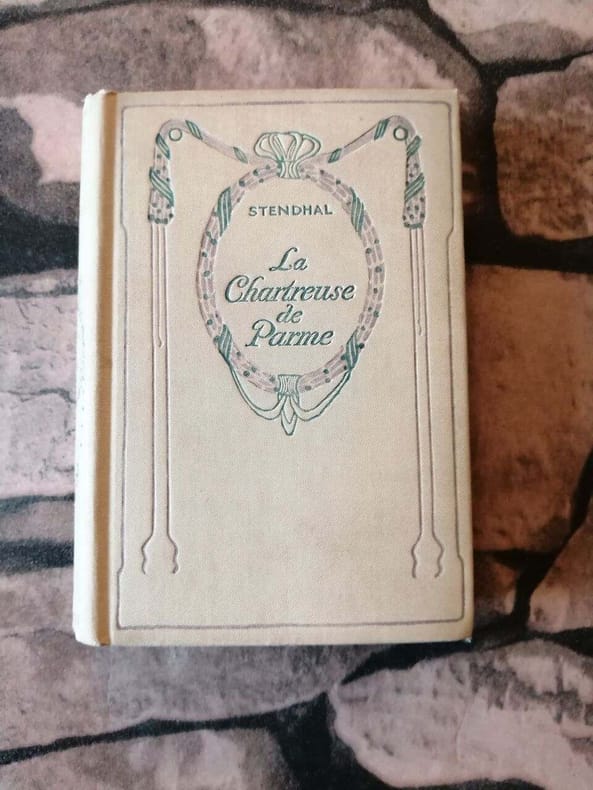 STENDHAL
La
Chartreuse
de
Parme